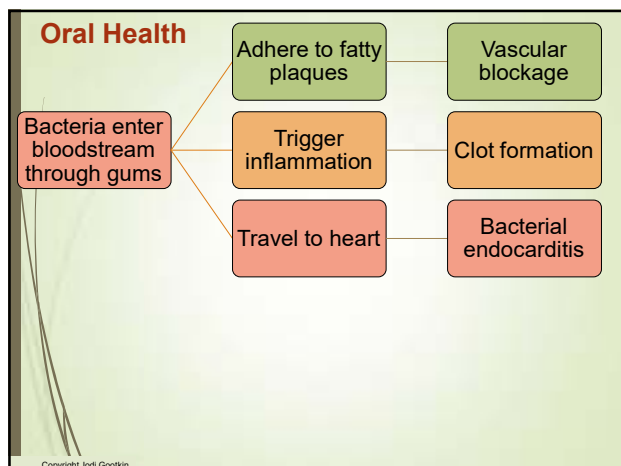 Oral Health
Bacteria enter
bloodstream
through gums
Adhere to fatty
plaques
Vascular
blockage
Trigger
inflammation
Clot formation
Travel to heart
Bacterial
endocarditis
Copyright Jodi Gootkin